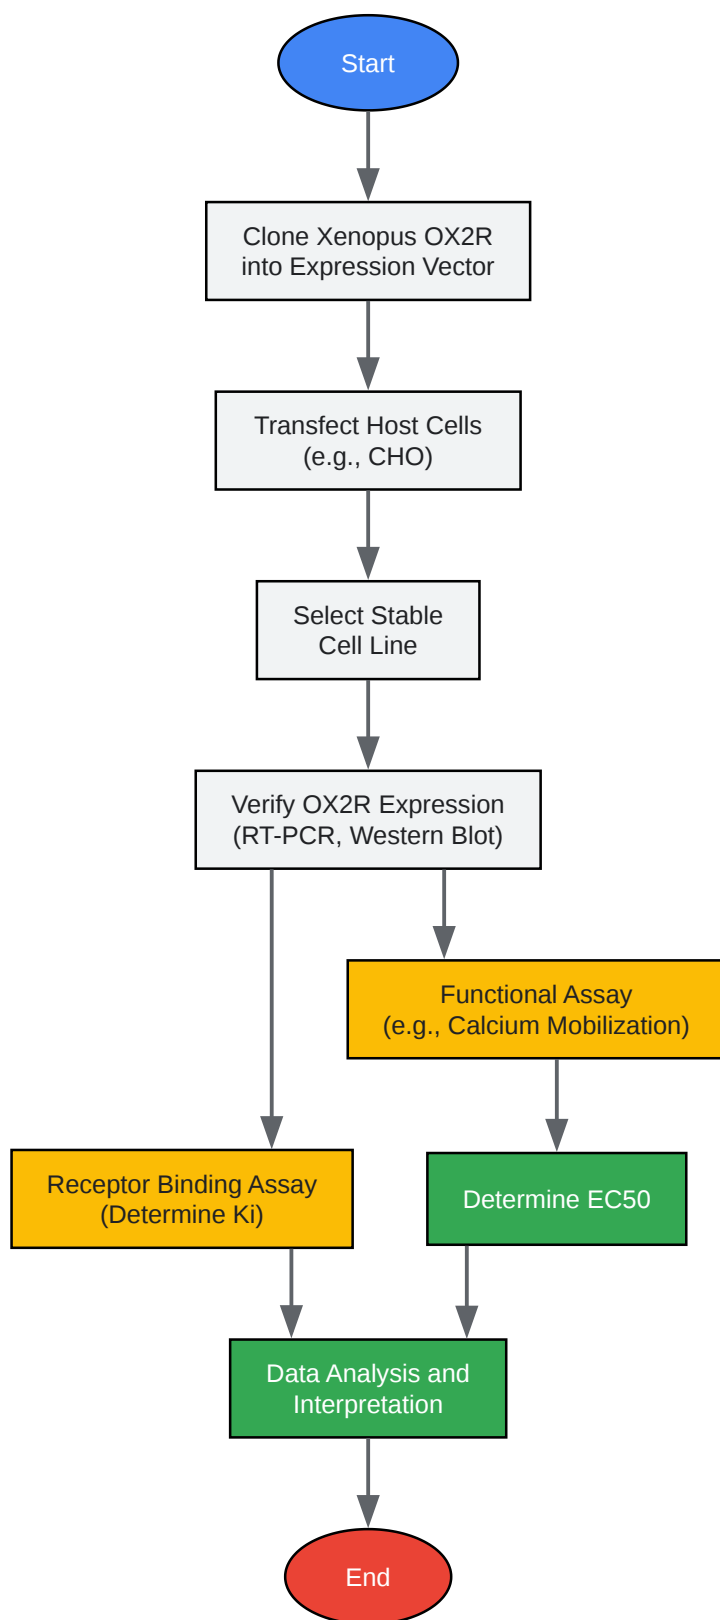 Start
Clone Xenopus OX2R
into Expression Vector
Transfect Host Cells
(e.g., CHO)
Select Stable
Cell Line
Verify OX2R Expression
(RT-PCR, Western Blot)
Functional Assay
(e.g., Calcium Mobilization)
Receptor Binding Assay
(Determine Ki)
Determine EC50
Data Analysis and
Interpretation
End